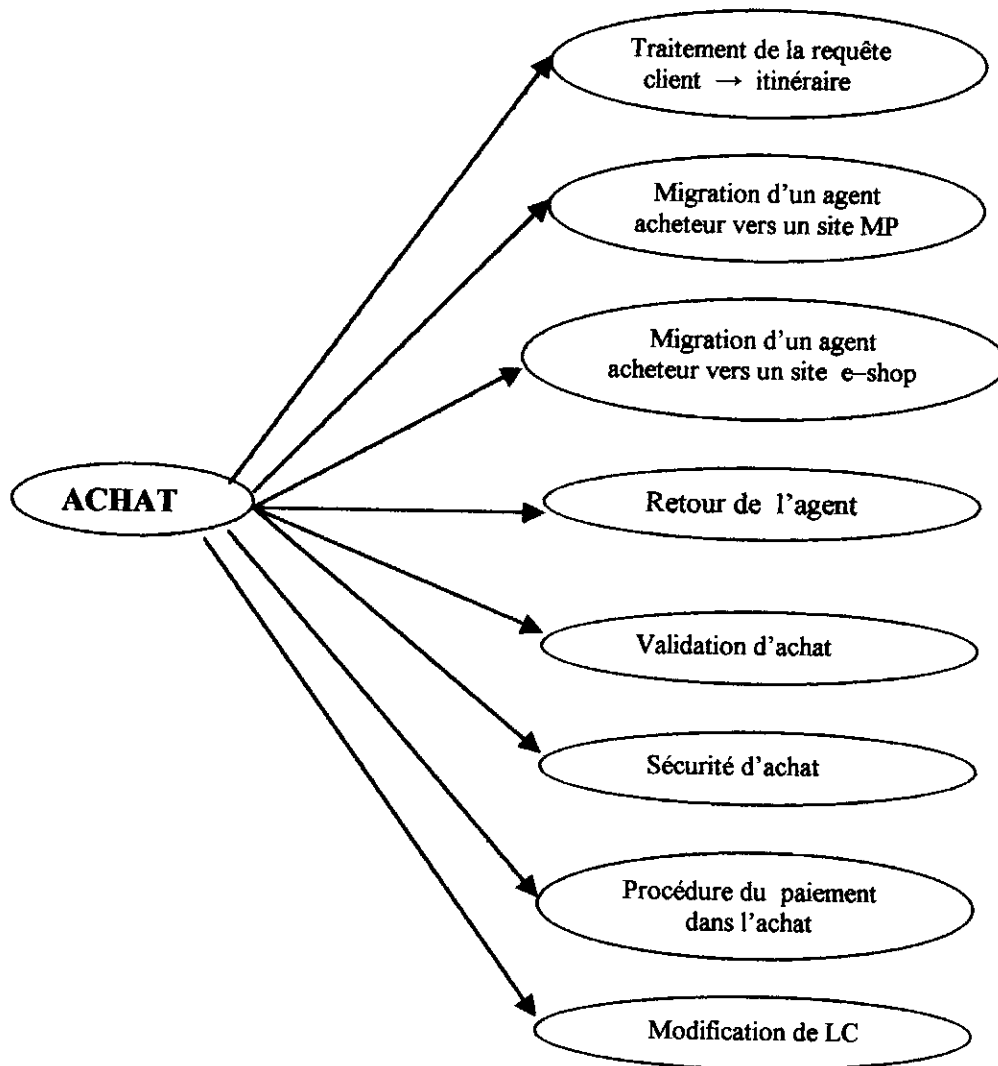 Traitement de la requête
client → itinéraire
Migration d'un agent
acheteur vers un site MP
Migration d'un agent
acheteur vers un site e–shop
ACHAT
Retour de l'agent
Validation d'achat
Sécurité d'achat
Procédure du paiement
dans l'achat
Modification de LC